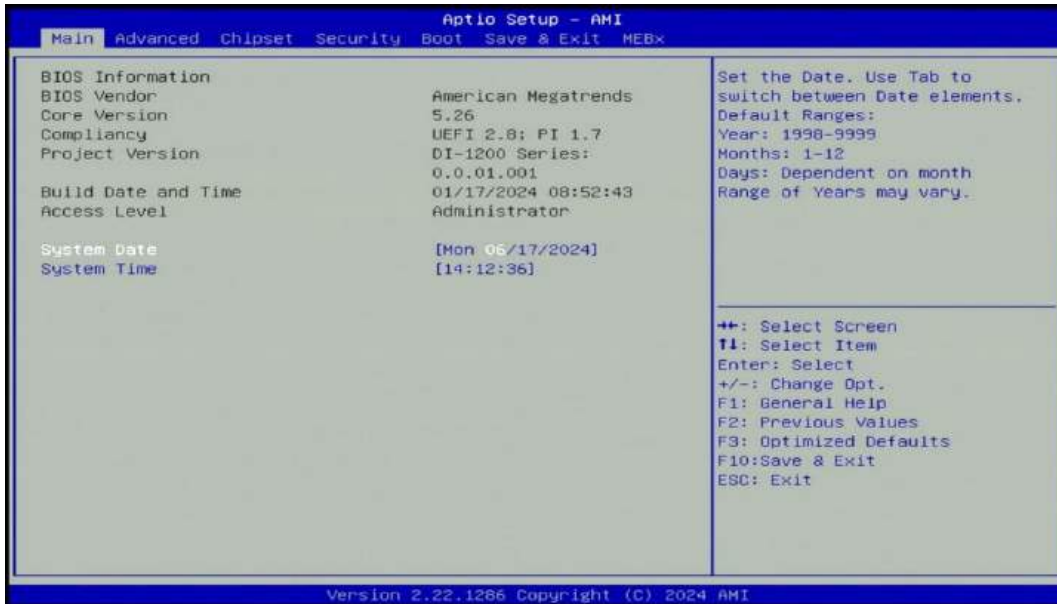 Aptio Setup – AMI
Main Advanced Chipset Security Boot Save & Exit MEBx
BIOS Information
BIOS Vendor American Megatrends
Core Version 5.26
Compliancy UEFI 2.8; PI 1.7
Project Version DI-1200 Series:
0.0.01.001
Build Date and Time 01/17/2024 08:52:43
Access Level Administrator
System Date [Mon 06/17/2024]
System Time [14:12:36]
Set the Date. Use Tab to
switch between Date elements.
Default Ranges:
Year: 1998-9999
Months: 1-12
Days: Dependent on month
Range of Years may vary.
→←: Select Screen
↑↓: Select Item
Enter: Select
+/-: Change Opt.
F1: General Help
F2: Previous Values
F3: Optimized Defaults
F10:Save & Exit
ESC: Exit
Version 2.22.1286 Copyright (C) 2024 AMI